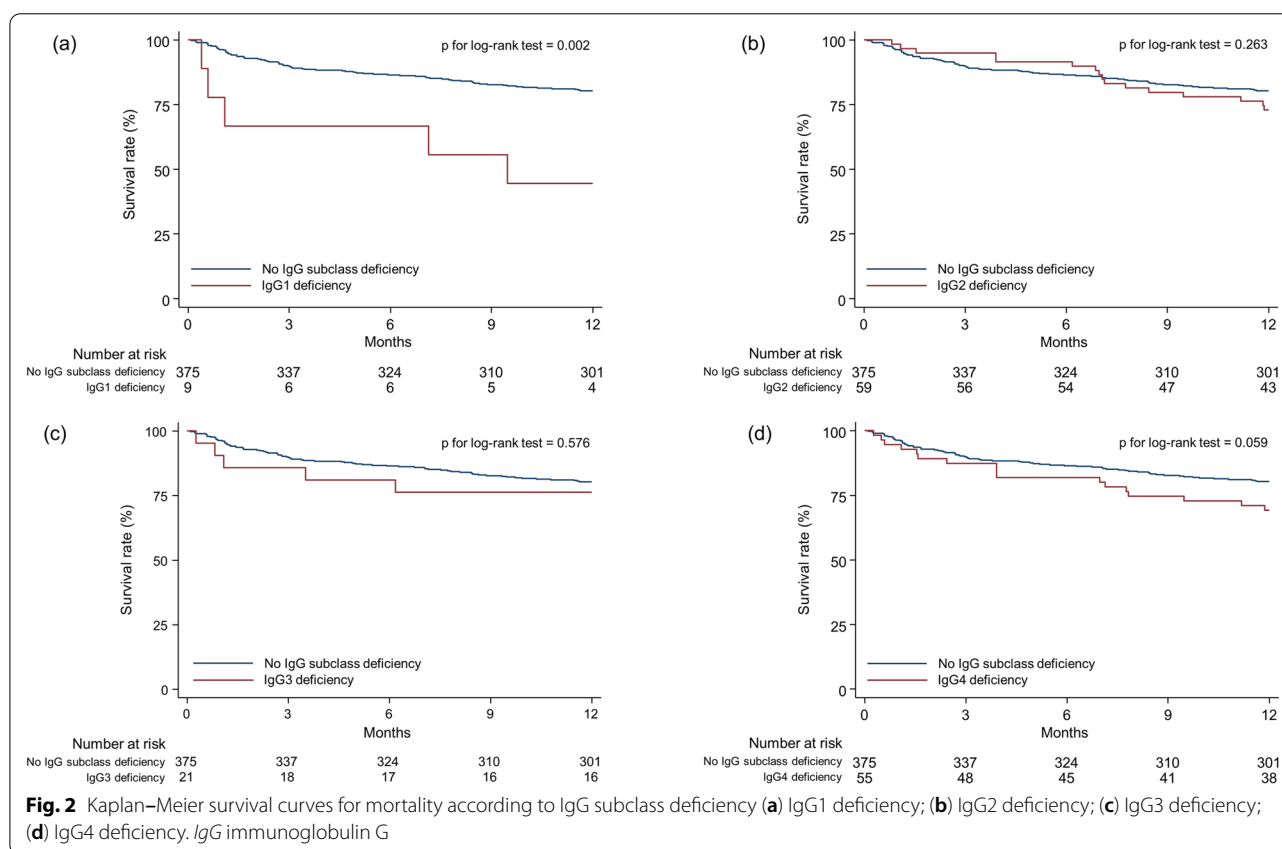 (a)
p for log-rank test = 0.002
100
75
50
25
0
Survival rate (%)
No IgG subclass deficiency
IgG1 deficiency
0 3 6 9 12
Months
Number at risk
No IgG subclass deficiency 375 337 324 310 301
IgG1 deficiency 9 6 6 5 4
(b)
p for log-rank test = 0.263
100
75
50
25
0
Survival rate (%)
No IgG subclass deficiency
IgG2 deficiency
0 3 6 9 12
Months
Number at risk
No IgG subclass deficiency 375 337 324 310 301
IgG2 deficiency 59 56 54 47 43
(c)
p for log-rank test = 0.576
100
75
50
25
0
Survival rate (%)
No IgG subclass deficiency
IgG3 deficiency
0 3 6 9 12
Months
Number at risk
No IgG subclass deficiency 375 337 324 310 301
IgG3 deficiency 21 18 17 16 16
(d)
p for log-rank test = 0.059
100
75
50
25
0
Survival rate (%)
No IgG subclass deficiency
IgG4 deficiency
0 3 6 9 12
Months
Number at risk
No IgG subclass deficiency 375 337 324 310 301
IgG4 deficiency 55 48 45 41 38
Fig. 2 Kaplan–Meier survival curves for mortality according to IgG subclass deficiency (a) IgG1 deficiency; (b) IgG2 deficiency; (c) IgG3 deficiency;
(d) IgG4 deficiency. IgG immunoglobulin G